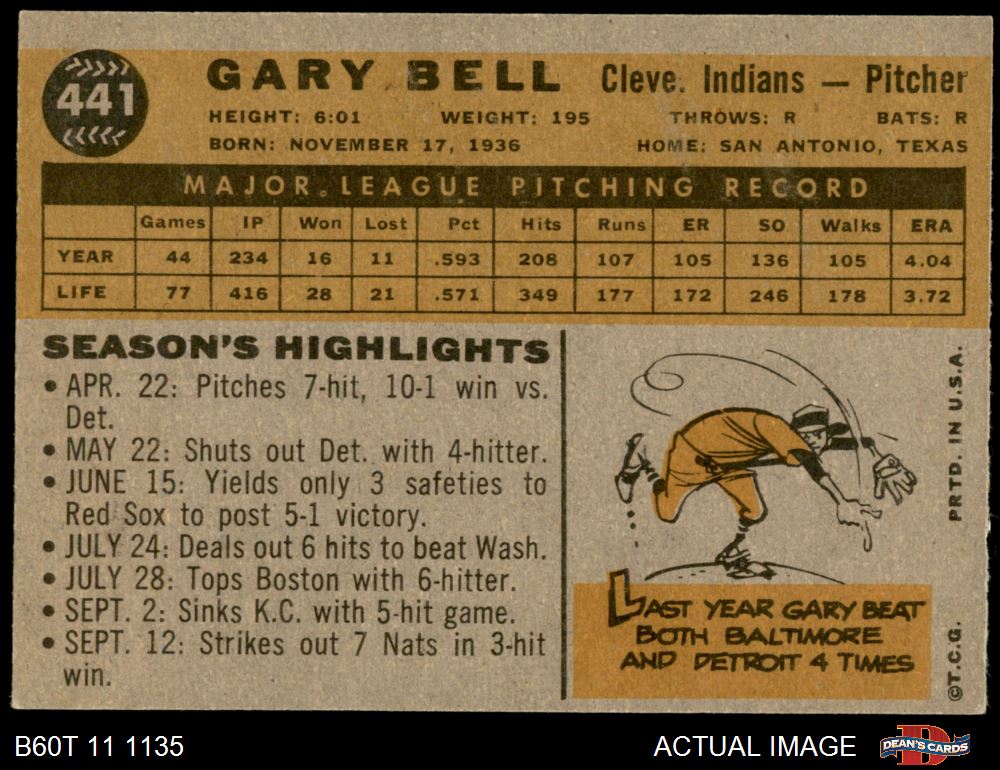 441
GARY BELL Cleve. Indians — Pitcher
HEIGHT: 6:01 WEIGHT: 195 THROWS: R BATS: R
BORN: NOVEMBER 17, 1936 HOME: SAN ANTONIO, TEXAS
MAJOR LEAGUE PITCHING RECORD
Games IP Won Lost Pct Hits Runs ER SO Walks ERA
YEAR 44 234 16 11 .593 208 107 105 136 105 4.04
LIFE 77 416 28 21 .571 349 177 172 246 178 3.72
SEASON'S HIGHLIGHTS
• APR. 22: Pitches 7-hit, 10-1 win vs.
Det.
• MAY 22: Shuts out Det. with 4-hitter.
• JUNE 15: Yields only 3 safeties to
Red Sox to post 5-1 victory.
• JULY 24: Deals out 6 hits to beat Wash.
• JULY 28: Tops Boston with 6-hitter.
• SEPT. 2: Sinks K.C. with 5-hit game.
• SEPT. 12: Strikes out 7 Nats in 3-hit
win.
LAST YEAR GARY BEAT
BOTH BALTIMORE
AND DETROIT 4 TIMES
©T.C.G. PRTD. IN U.S.A.
B60T 11 1135 ACTUAL IMAGE DEAN'S CARDS